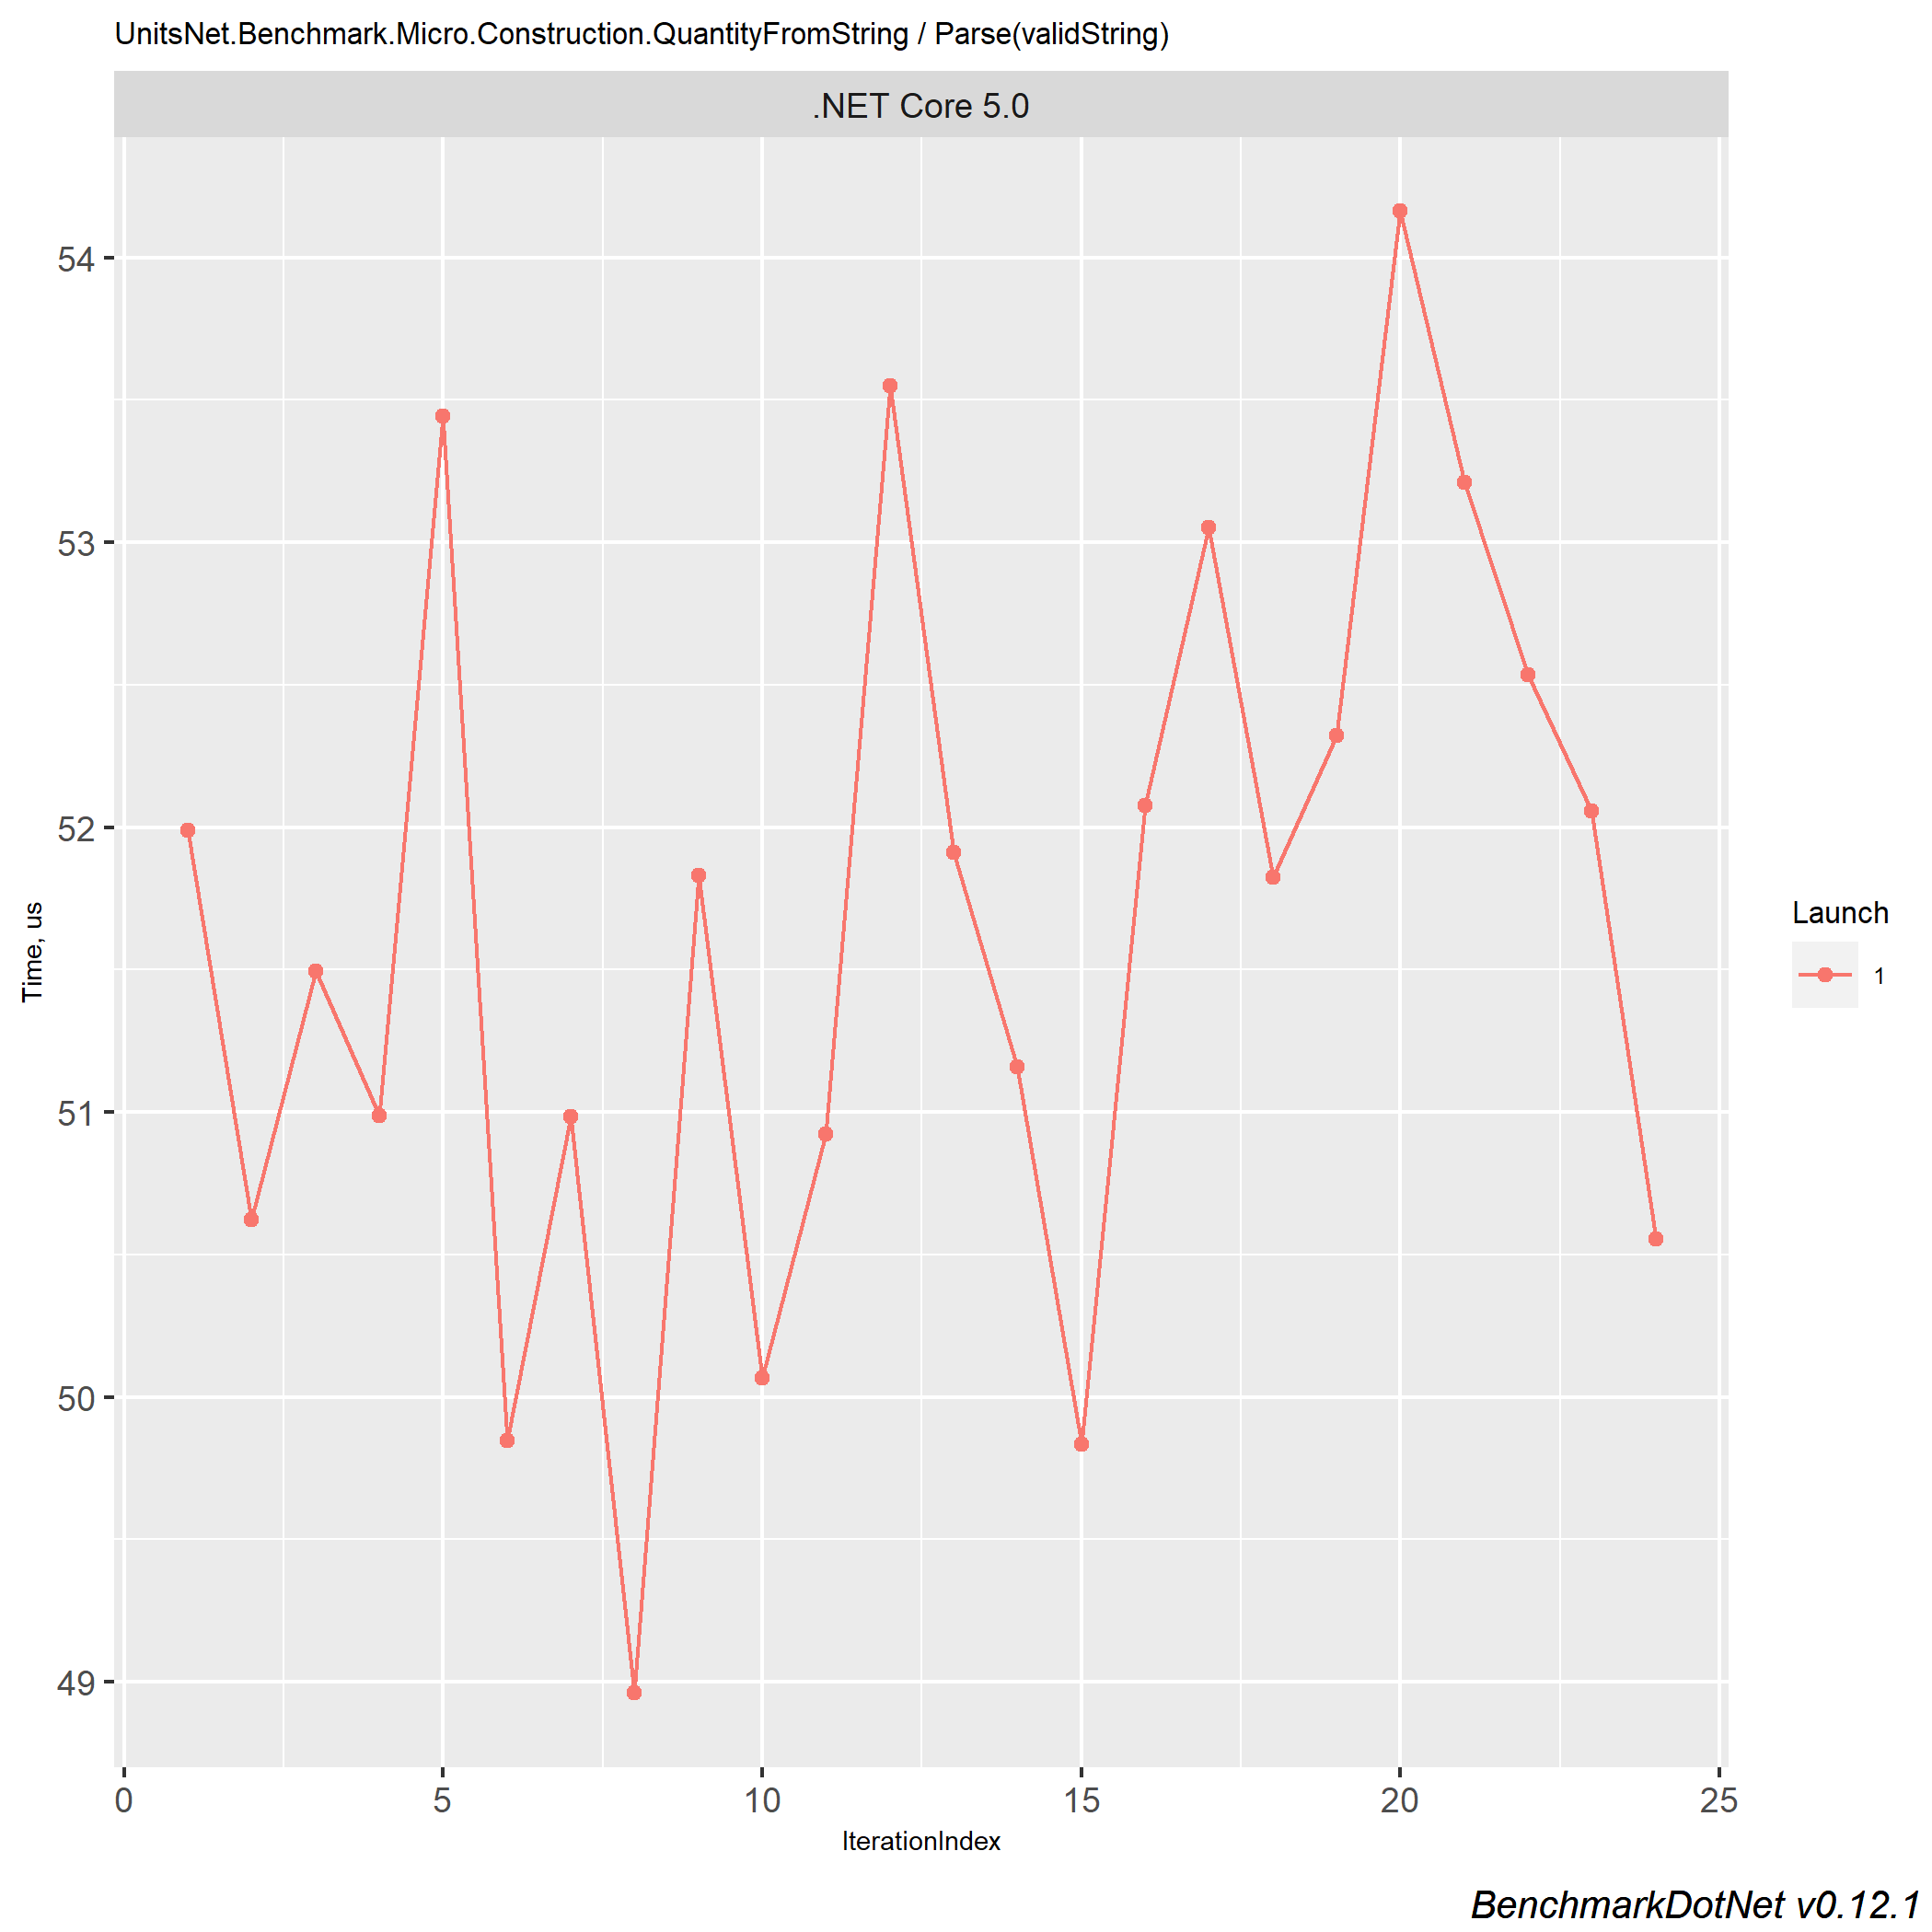 UnitsNet.Benchmark.Micro.Construction.QuantityFromString / Parse(validString)
.NET Core 5.0
54
53
52
51
50
49
Time, us
Launch
1
0 5 10 15 20 25
IterationIndex
BenchmarkDotNet v0.12.1